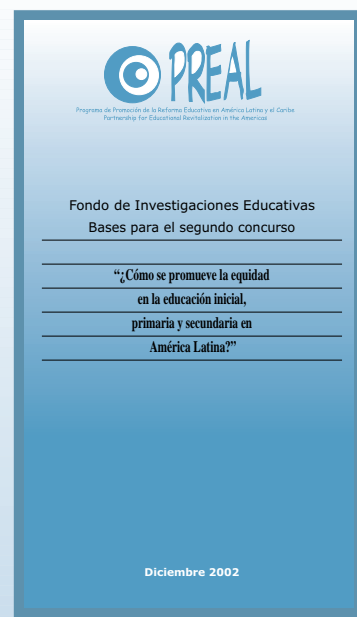 PREAL
Programa de Promoción de la Reforma Educativa en América Latina y el Caribe
Partnership for Educational Revitalization in the Americas
Fondo de Investigaciones Educativas
Bases para el segundo concurso
“¿Cómo se promueve la equidad
en la educación inicial,
primaria y secundaria en
América Latina?”
Diciembre 2002